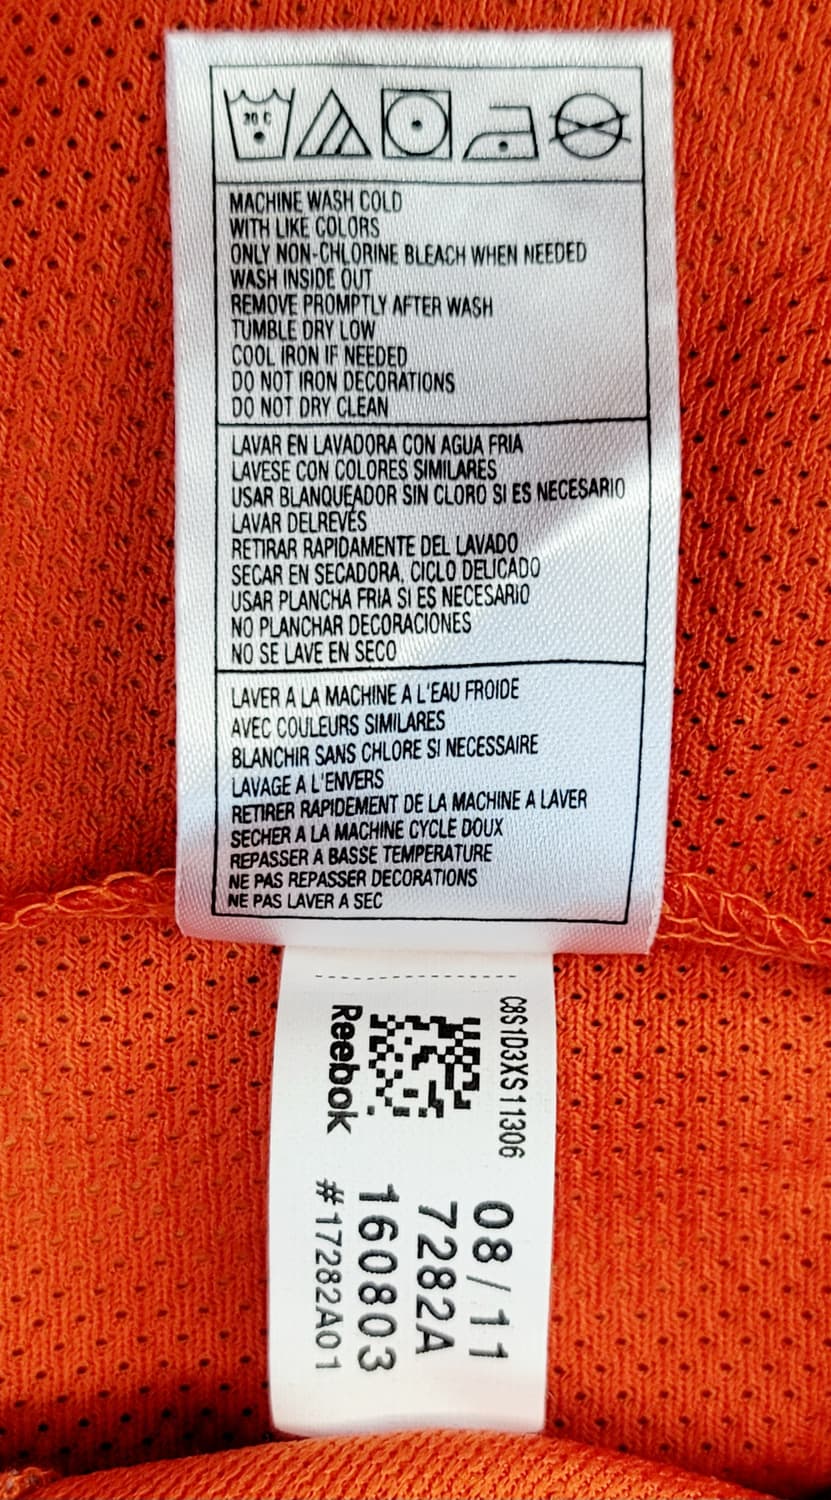 30 C
MACHINE WASH COLD
WITH LIKE COLORS
ONLY NON-CHLORINE BLEACH WHEN NEEDED
WASH INSIDE OUT
REMOVE PROMPTLY AFTER WASH
TUMBLE DRY LOW
COOL IRON IF NEEDED
DO NOT IRON DECORATIONS
DO NOT DRY CLEAN
LAVAR EN LAVADORA CON AGUA FRIA
LAVESE CON COLORES SIMILARES
USAR BLANQUEADOR SIN CLORO SI ES NECESARIO
LAVAR DELREVÉS
RETIRAR RAPIDAMENTE DEL LAVADO
SECAR EN SECADORA, CICLO DELICADO
USAR PLANCHA FRIA SI ES NECESARIO
NO PLANCHAR DECORACIONES
NO SE LAVE EN SECO
LAVER A LA MACHINE A L'EAU FROIDE
AVEC COULEURS SIMILARES
BLANCHIR SANS CHLORE SI NECESSAIRE
LAVAGE A L'ENVERS
RETIRER RAPIDEMENT DE LA MACHINE A LAVER
SECHER A LA MACHINE CYCLE DOUX
REPASSER A BASSE TEMPERATURE
NE PAS REPASSER DECORATIONS
NE PAS LAVER A SEC
C8S1D3XS11306
Reebok
08/11
7282A
160803
#17282A01